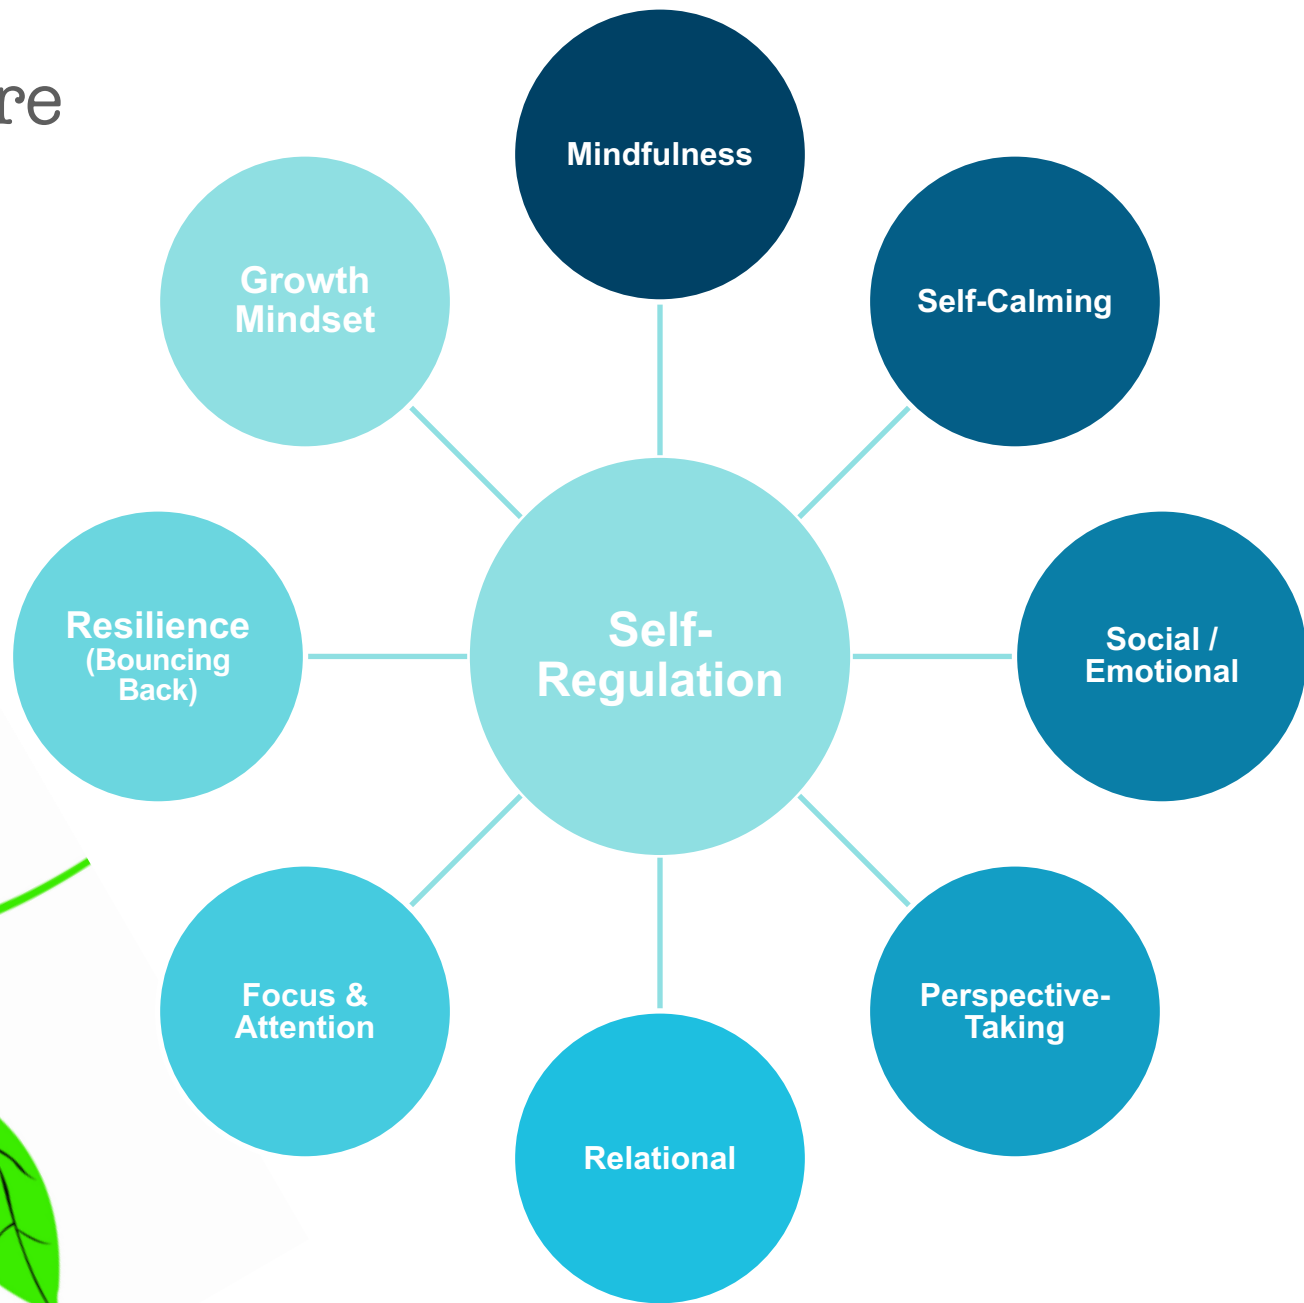 re
Mindfulness
Self-Calming
Social /
Emotional
Perspective-
Taking
Relational
Focus &
Attention
Resilience
(Bouncing
Back)
Growth
Mindset
Self-
Regulation